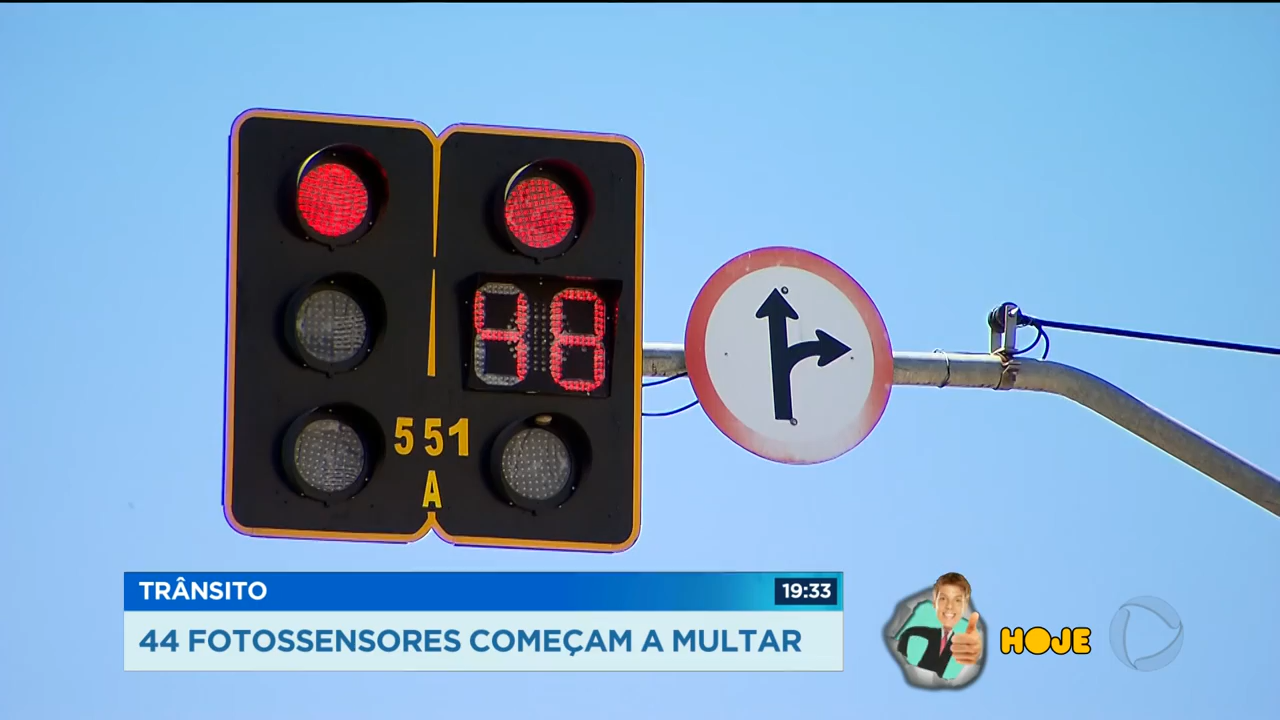 551
A
48
TRÂNSITO
19:33
44 FOTOSSENSORES COMEÇAM A MULTAR
HOJE